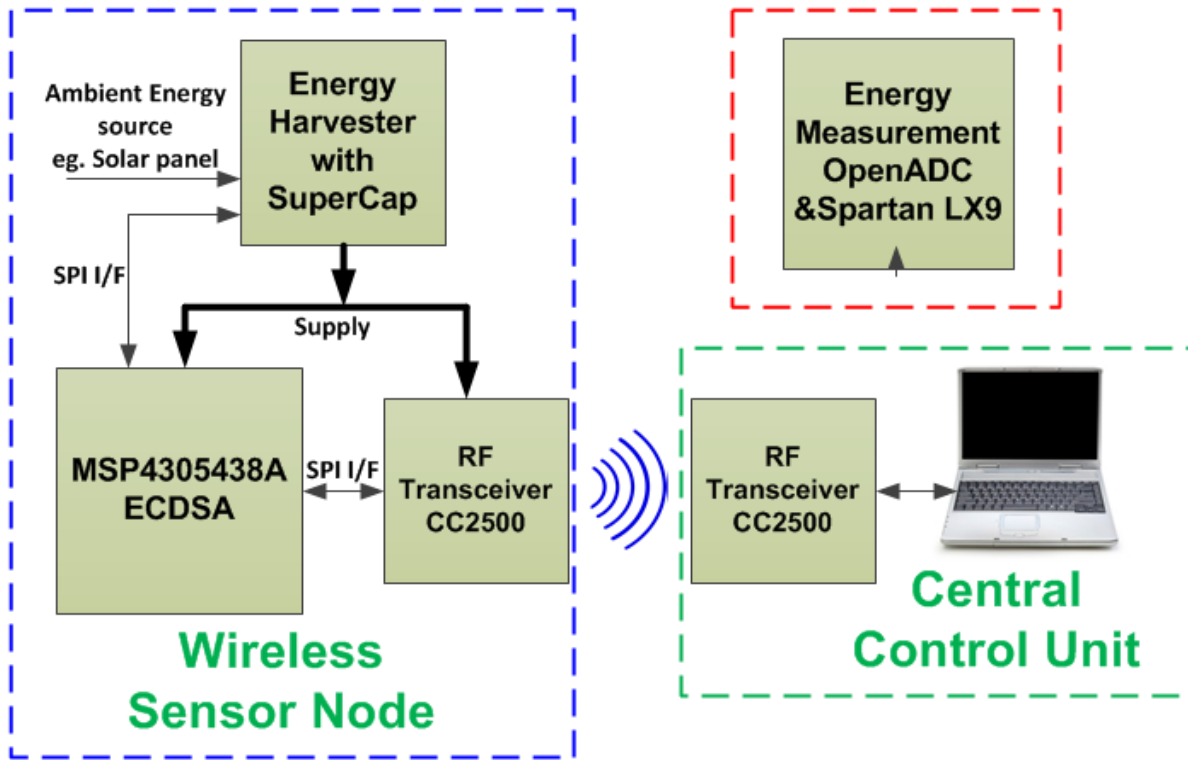 Ambient Energy
source
eg. Solar panel
Energy
Harvester
with
SuperCap
SPI I/F
Supply
MSP4305438A
ECDSA
SPI I/F
RF
Transceiver
CC2500
Wireless
Sensor Node
Energy
Measurement
OpenADC
&Spartan LX9
RF
Transceiver
CC2500
Central
Control Unit